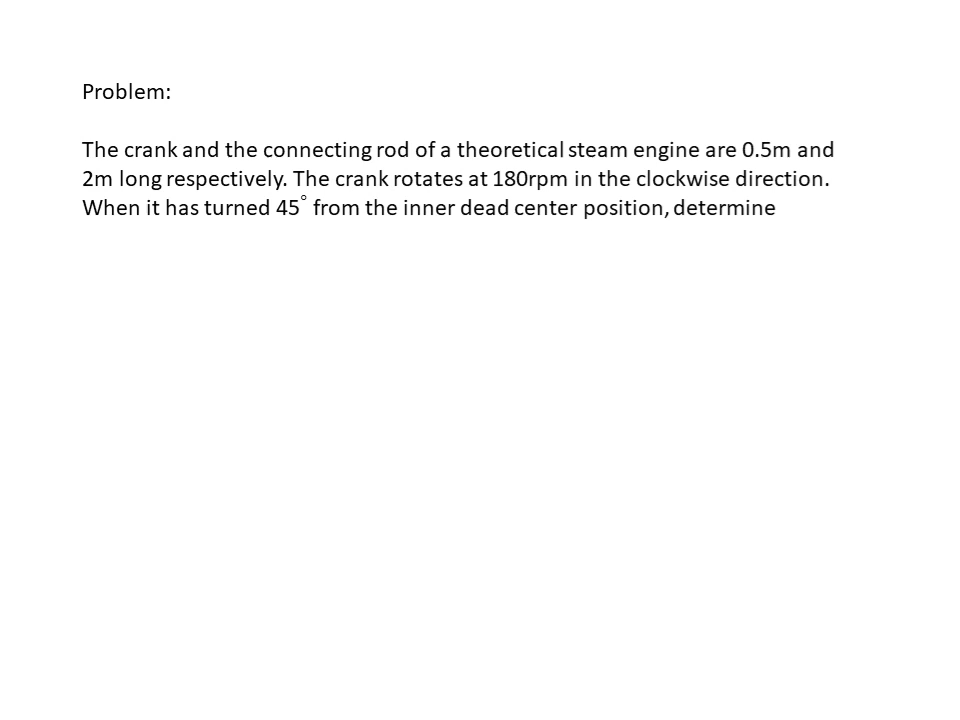 Problem:
The crank and the connecting rod of a theoretical steam engine are 0.5m and
2m long respectively. The crank rotates at 180rpm in the clockwise direction.
When it has turned 45° from the inner dead center position, determine